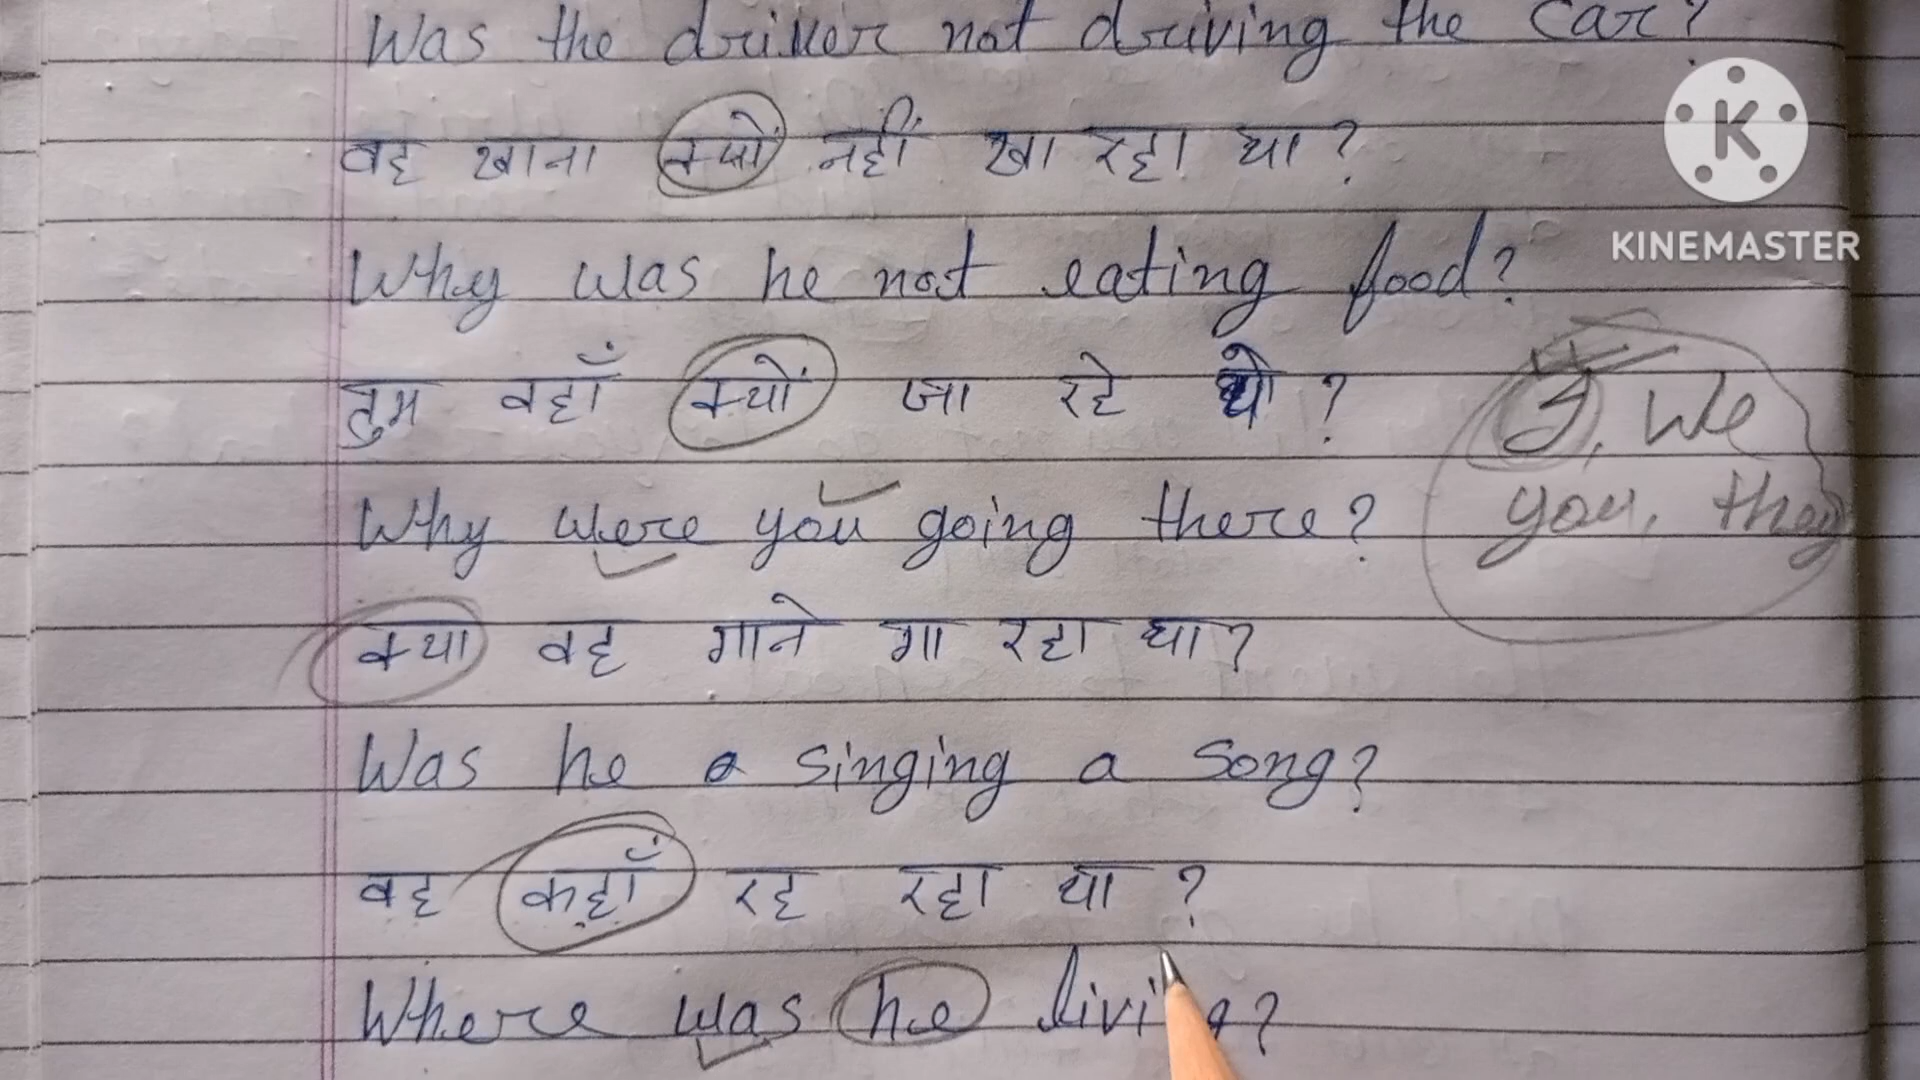 Was the driver not driving the car?
वह खाना क्यों नहीं खा रहा था?
K
KINEMASTER
Why was he not eating food?
तुम वहाँ क्यों जा रहे थे ?
I, we
you, they
Why were you going there?
क्या वह गाने गा रहा था?
Was he a singing a song?
वह कहाँ रह रहा था ?
Where was he living?